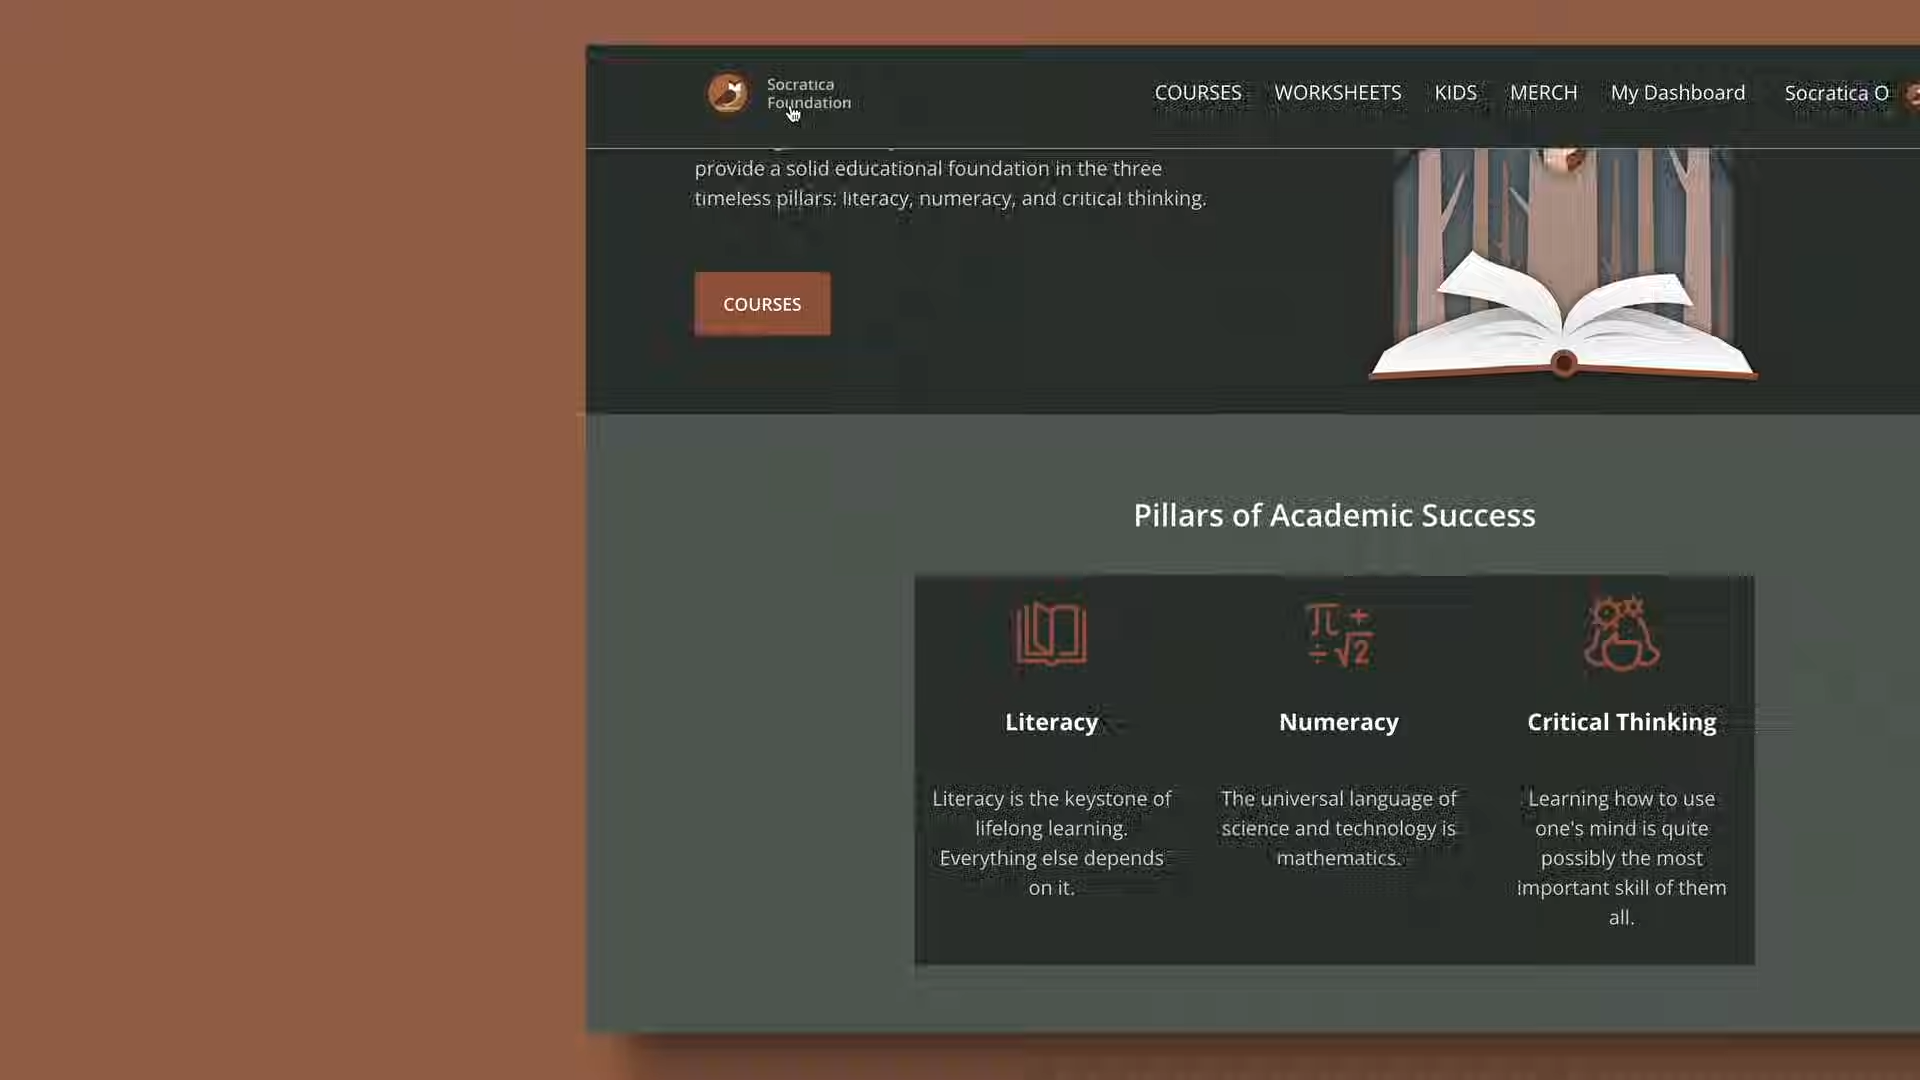 Socratica
Foundation
COURSES WORKSHEETS KIDS MERCH My Dashboard Socratica O
provide a solid educational foundation in the three
timeless pillars: literacy, numeracy, and critical thinking.
COURSES
Pillars of Academic Success
π + ÷ √2
Literacy
Literacy is the keystone of
lifelong learning.
Everything else depends
on it.
Numeracy
The universal language of
science and technology is
mathematics.
Critical Thinking
Learning how to use
one's mind is quite
possibly the most
important skill of them
all.